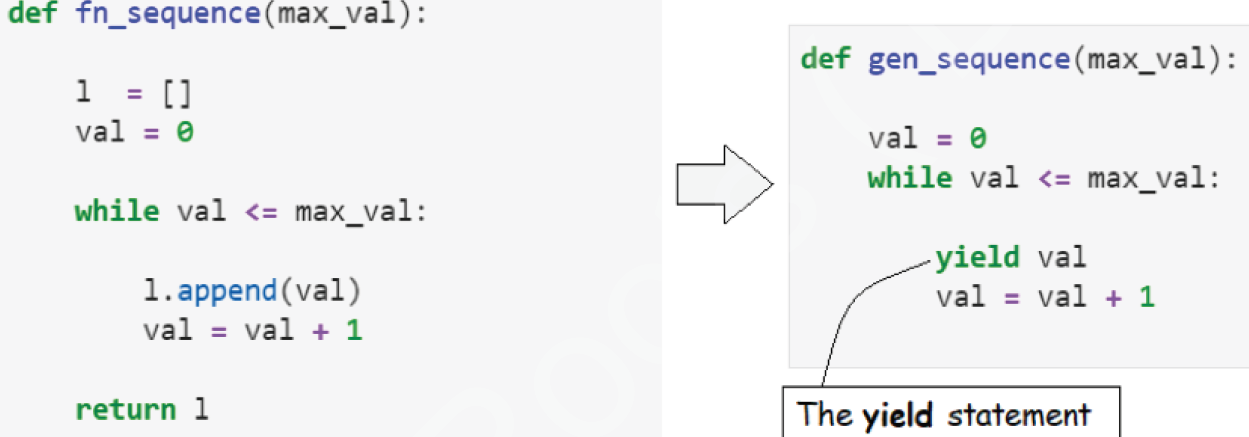 def fn_sequence(max_val):
l = []
val = 0
while val <= max_val:
l.append(val)
val = val + 1
return l
def gen_sequence(max_val):
val = 0
while val <= max_val:
yield val
val = val + 1
The yield statement